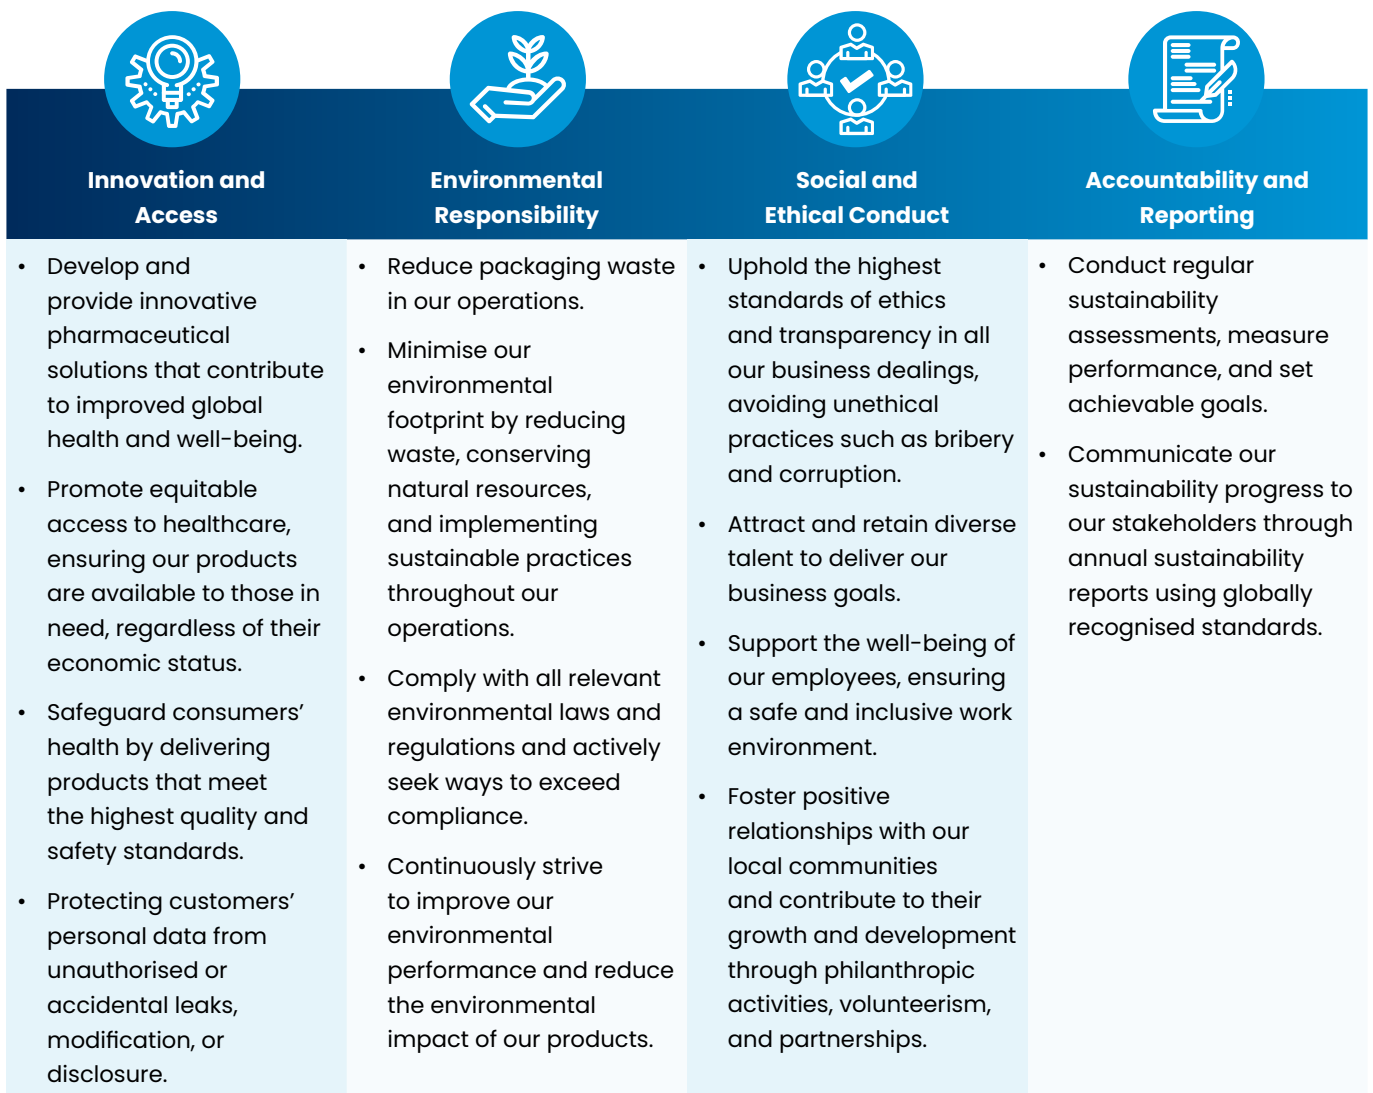 Innovation and
Access
• Develop and
provide innovative
pharmaceutical
solutions that contribute
to improved global
health and well-being.
• Promote equitable
access to healthcare,
ensuring our products
are available to those in
need, regardless of their
economic status.
• Safeguard consumers’
health by delivering
products that meet
the highest quality and
safety standards.
• Protecting customers’
personal data from
unauthorised or
accidental leaks,
modification, or
disclosure.
Environmental
Responsibility
• Reduce packaging waste
in our operations.
• Minimise our
environmental
footprint by reducing
waste, conserving
natural resources,
and implementing
sustainable practices
throughout our
operations.
• Comply with all relevant
environmental laws and
regulations and actively
seek ways to exceed
compliance.
• Continuously strive
to improve our
environmental
performance and reduce
the environmental
impact of our products.
Social and
Ethical Conduct
• Uphold the highest
standards of ethics
and transparency in all
our business dealings,
avoiding unethical
practices such as bribery
and corruption.
• Attract and retain diverse
talent to deliver our
business goals.
• Support the well-being of
our employees, ensuring
a safe and inclusive work
environment.
• Foster positive
relationships with our
local communities
and contribute to their
growth and development
through philanthropic
activities, volunteerism,
and partnerships.
Accountability and
Reporting
• Conduct regular
sustainability
assessments, measure
performance, and set
achievable goals.
• Communicate our
sustainability progress to
our stakeholders through
annual sustainability
reports using globally
recognised standards.